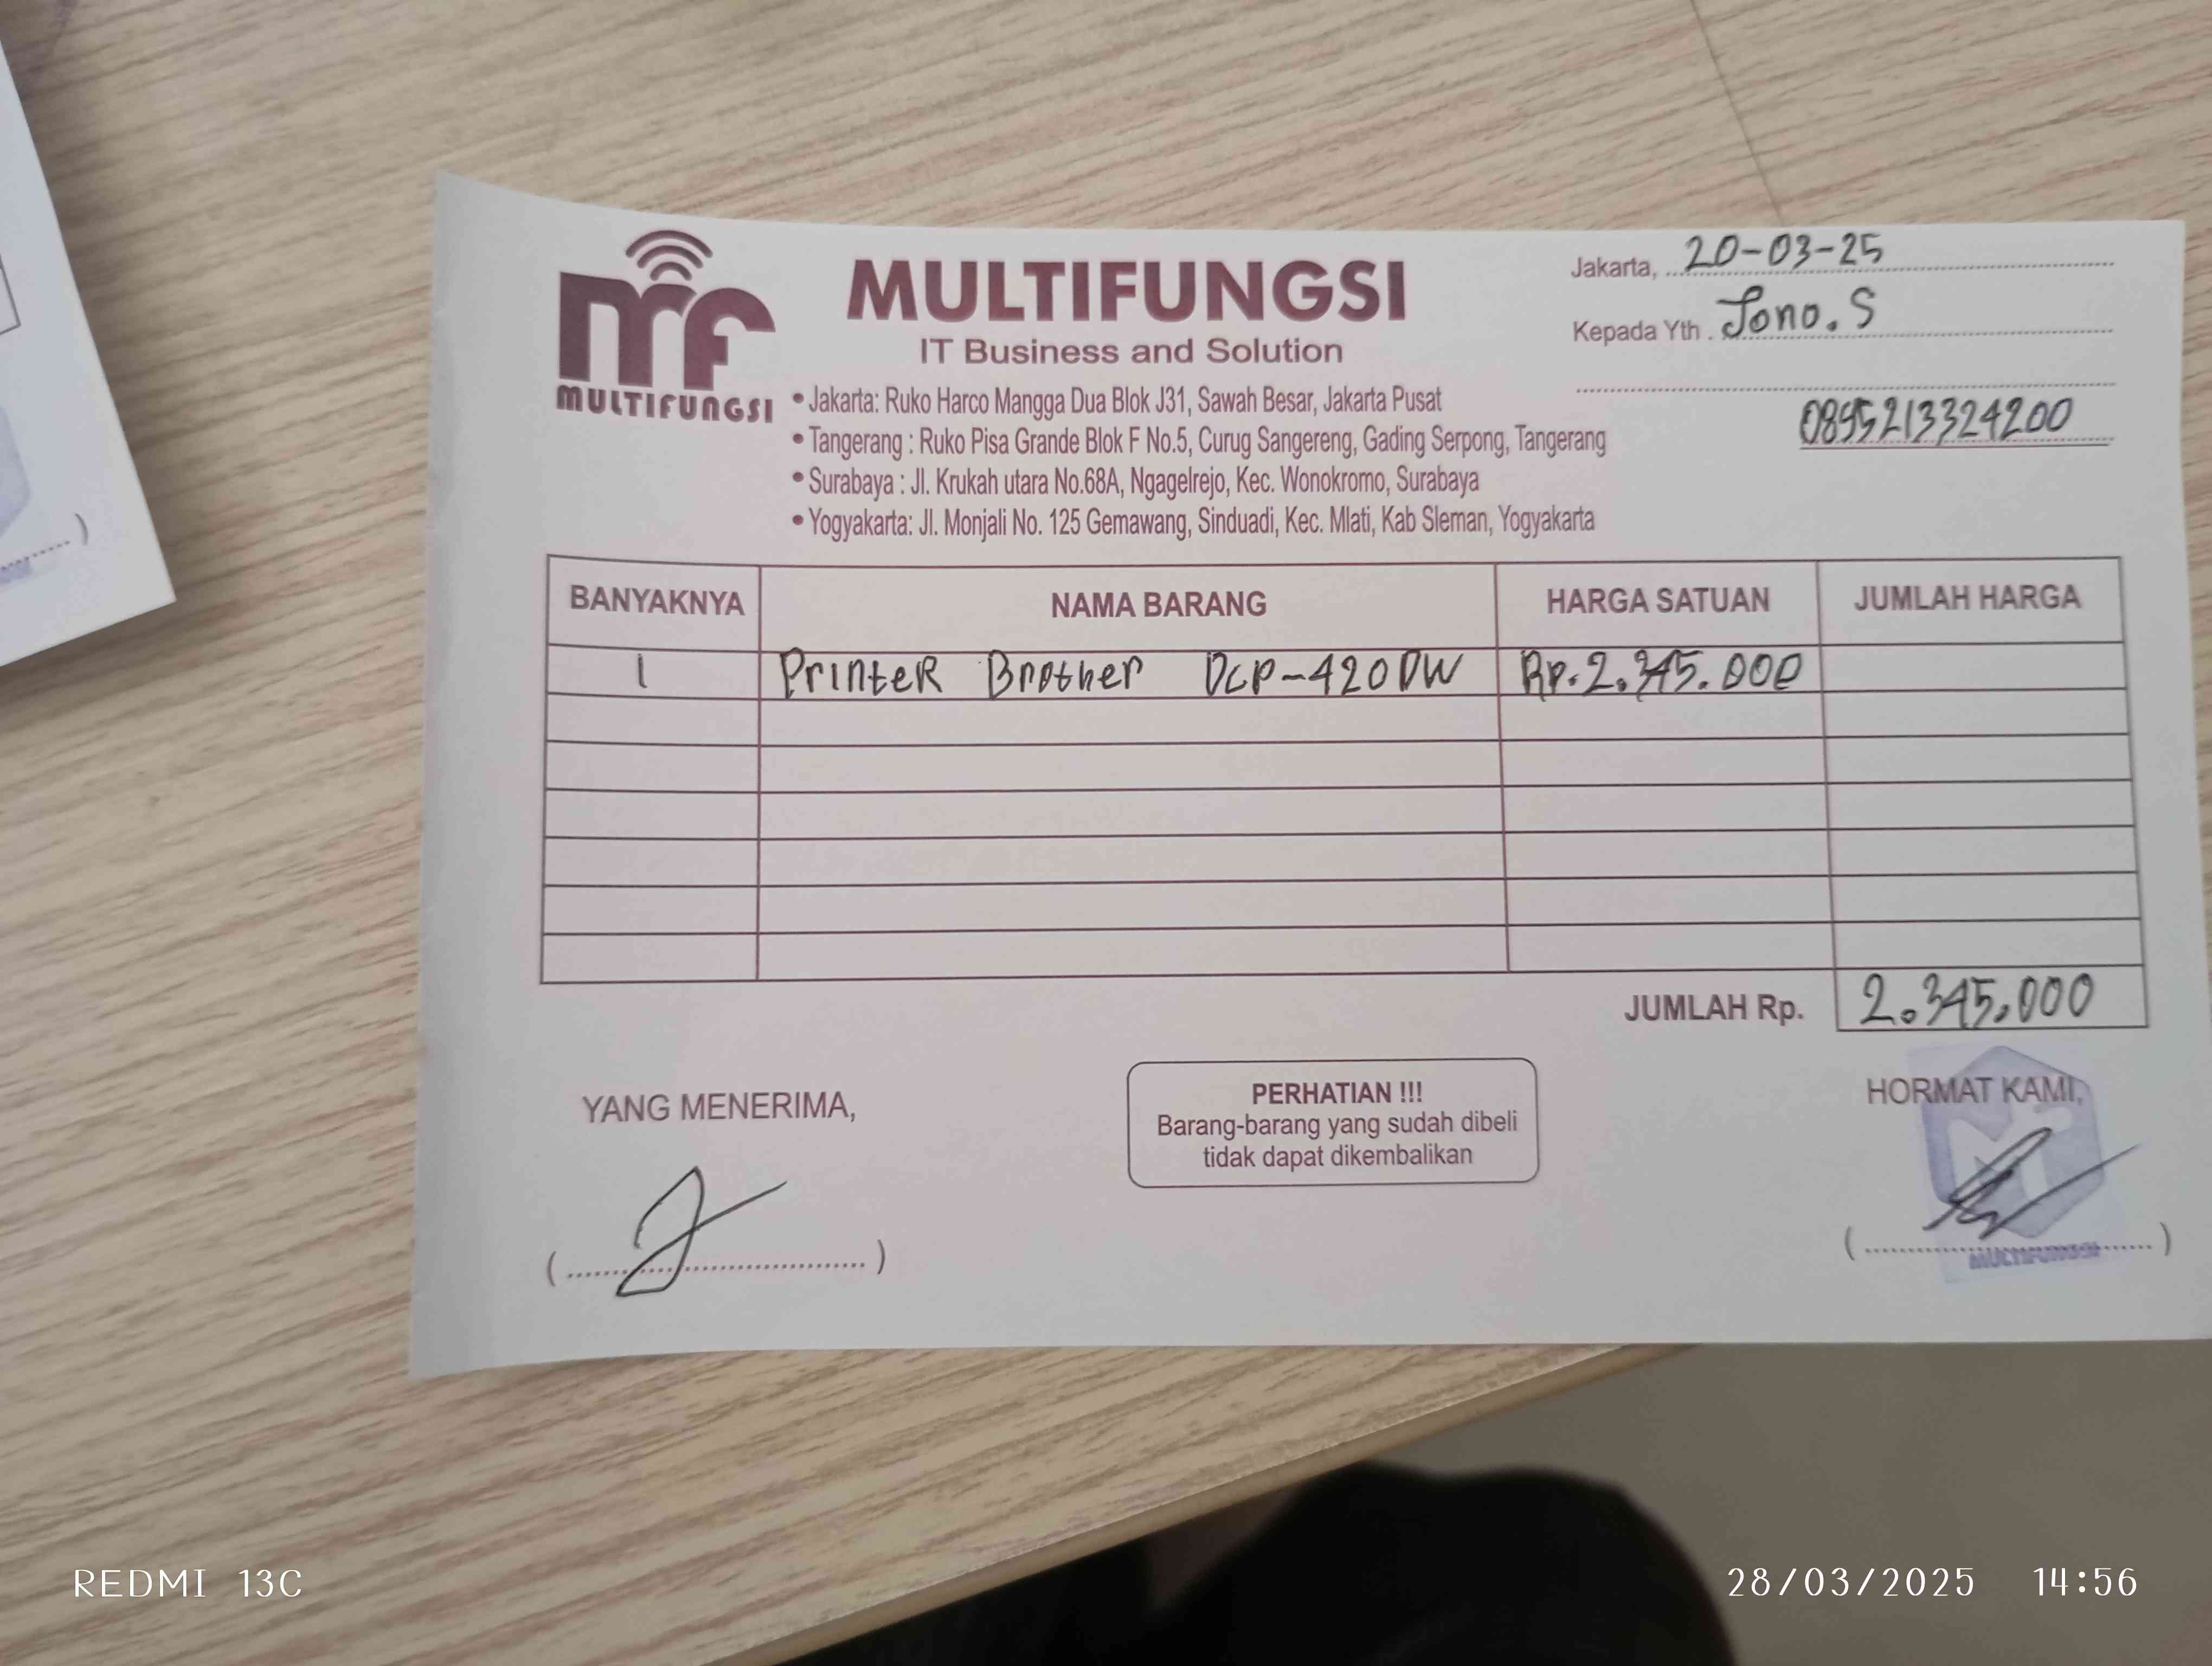 MULTIFUNGSI
MULTIFUNGSI
IT Business and Solution
• Jakarta: Ruko Harco Mangga Dua Blok J31, Sawah Besar, Jakarta Pusat
• Tangerang : Ruko Pisa Grande Blok F No.5, Curug Sangereng, Gading Serpong, Tangerang
• Surabaya : Jl. Krukah utara No.68A, Ngagelrejo, Kec. Wonokromo, Surabaya
• Yogyakarta: Jl. Monjali No. 125 Gemawang, Sinduadi, Kec. Mlati, Kab Sleman, Yogyakarta
Jakarta, 20-03-25
Kepada Yth. Jono.S
0895213324200
BANYAKNYA NAMA BARANG HARGA SATUAN JUMLAH HARGA
1 Printer Brother DCP-420DW Rp.2.345.000
JUMLAH Rp. 2.345.000
YANG MENERIMA,
PERHATIAN !!!
Barang-barang yang sudah dibeli
tidak dapat dikembalikan
HORMAT KAMI,
MULTIFUNGSI
REDMI 13C
28/03/2025 14:56